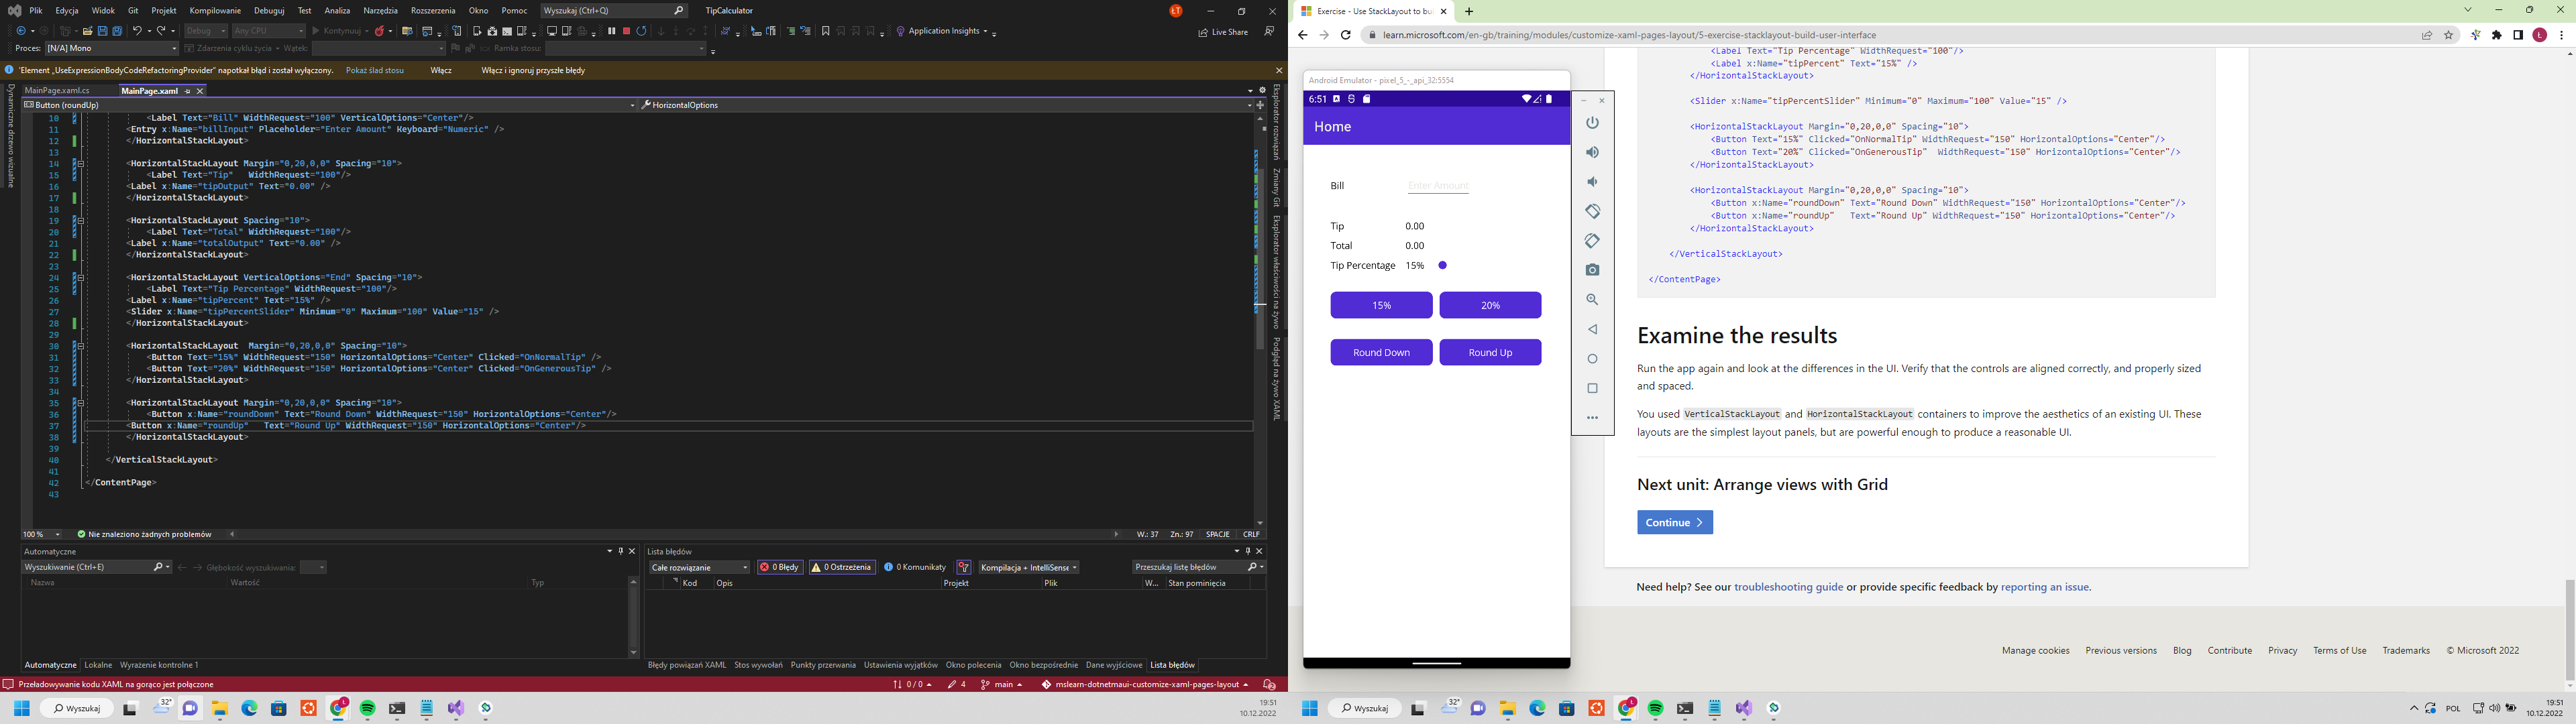 Plik Edycja Widok Git Projekt Kompilowanie Debuguj Test Analiza Narzędzia Rozszerzenia Okno Pomoc Wyszukaj (Ctrl+Q) TipCalculator ŁT
Debug Any CPU Kontynuuj Application Insights Live Share
Proces: [N/A] Mono Zdarzenia cyklu życia Wątek: Ramka stosu:
'Element „UseExpressionBodyCodeRefactoringProvider” napotkał błąd i został wyłączony. Pokaż ślad stosu Włącz Włącz i ignoruj przyszłe błędy
MainPage.xaml.cs MainPage.xaml
Button (roundUp) HorizontalOptions
Dynamiczne drzewo wizualne
10 <Label Text="Bill" WidthRequest="100" VerticalOptions="Center"/>
11 <Entry x:Name="billInput" Placeholder="Enter Amount" Keyboard="Numeric" />
12 </HorizontalStackLayout>
13
14 <HorizontalStackLayout Margin="0,20,0,0" Spacing="10">
15 <Label Text="Tip"   WidthRequest="100"/>
16 <Label x:Name="tipOutput" Text="0.00" />
17 </HorizontalStackLayout>
18
19 <HorizontalStackLayout Spacing="10">
20 <Label Text="Total" WidthRequest="100"/>
21 <Label x:Name="totalOutput" Text="0.00" />
22 </HorizontalStackLayout>
23
24 <HorizontalStackLayout VerticalOptions="End" Spacing="10">
25 <Label Text="Tip Percentage" WidthRequest="100"/>
26 <Label x:Name="tipPercent" Text="15%" />
27 <Slider x:Name="tipPercentSlider" Minimum="0" Maximum="100" Value="15" />
28 </HorizontalStackLayout>
29
30 <HorizontalStackLayout  Margin="0,20,0,0" Spacing="10">
31 <Button Text="15%" WidthRequest="150" HorizontalOptions="Center" Clicked="OnNormalTip" />
32 <Button Text="20%" WidthRequest="150" HorizontalOptions="Center" Clicked="OnGenerousTip" />
33 </HorizontalStackLayout>
34
35 <HorizontalStackLayout Margin="0,20,0,0" Spacing="10">
36 <Button x:Name="roundDown" Text="Round Down" WidthRequest="150" HorizontalOptions="Center"/>
37 <Button x:Name="roundUp"   Text="Round Up" WidthRequest="150" HorizontalOptions="Center"/>
38 </HorizontalStackLayout>
39
40 </VerticalStackLayout>
41
42 </ContentPage>
43
Eksplorator rozwiązań
Zmiany Git
Eksplorator właściwości na żywo
Podgląd na żywo XAML
100 % Nie znaleziono żadnych problemów W.: 37 Zn.: 97 SPACJE CRLF
Automatyczne
Wyszukiwanie (Ctrl+E) Głębokość wyszukiwania:
Nazwa Wartość Typ
Automatyczne Lokalne Wyrażenie kontrolne 1
Lista błędów
Całe rozwiązanie 0 Błędy 0 Ostrzeżenia 0 Komunikaty Kompilacja + IntelliSense Przeszukaj listę błędów
Kod Opis Projekt Plik W... Stan pominięcia
Błędy powiązań XAML Stos wywołań Punkty przerwania Ustawienia wyjątków Okno polecenia Okno bezpośrednie Dane wyjściowe Lista błędów
Przeładowywanie kodu XAML na gorąco jest połączone 0 / 0 4 main mslearn-dotnetmaui-customize-xaml-pages-layout 2
Wyszukaj 32° L 19:51
10.12.2022
Exercise - Use StackLayout to bu
learn.microsoft.com/en-gb/training/modules/customize-xaml-pages-layout/5-exercise-stacklayout-build-user-interface
Android Emulator - pixel_5_-_api_32:5554
6:51
Home
Bill Enter Amount
Tip 0.00
Total 0.00
Tip Percentage 15%
15% 20%
Round Down Round Up
<Label Text="Tip Percentage" WidthRequest="100"/>
<Label x:Name="tipPercent" Text="15%" />
</HorizontalStackLayout>
<Slider x:Name="tipPercentSlider" Minimum="0" Maximum="100" Value="15" />
<HorizontalStackLayout Margin="0,20,0,0" Spacing="10">
<Button Text="15%" Clicked="OnNormalTip" WidthRequest="150" HorizontalOptions="Center"/>
<Button Text="20%" Clicked="OnGenerousTip"  WidthRequest="150" HorizontalOptions="Center"/>
</HorizontalStackLayout>
<HorizontalStackLayout Margin="0,20,0,0" Spacing="10">
<Button x:Name="roundDown" Text="Round Down" WidthRequest="150" HorizontalOptions="Center"/>
<Button x:Name="roundUp"   Text="Round Up" WidthRequest="150" HorizontalOptions="Center"/>
</HorizontalStackLayout>
</VerticalStackLayout>
</ContentPage>
Examine the results
Run the app again and look at the differences in the UI. Verify that the controls are aligned correctly, and properly sized
and spaced.
You used VerticalStackLayout and HorizontalStackLayout containers to improve the aesthetics of an existing UI. These
layouts are the simplest layout panels, but are powerful enough to produce a reasonable UI.
Next unit: Arrange views with Grid
Continue
Need help? See our troubleshooting guide or provide specific feedback by reporting an issue.
Manage cookies Previous versions Blog Contribute Privacy Terms of Use Trademarks © Microsoft 2022
Wyszukaj 32° L POL 19:51
10.12.2022